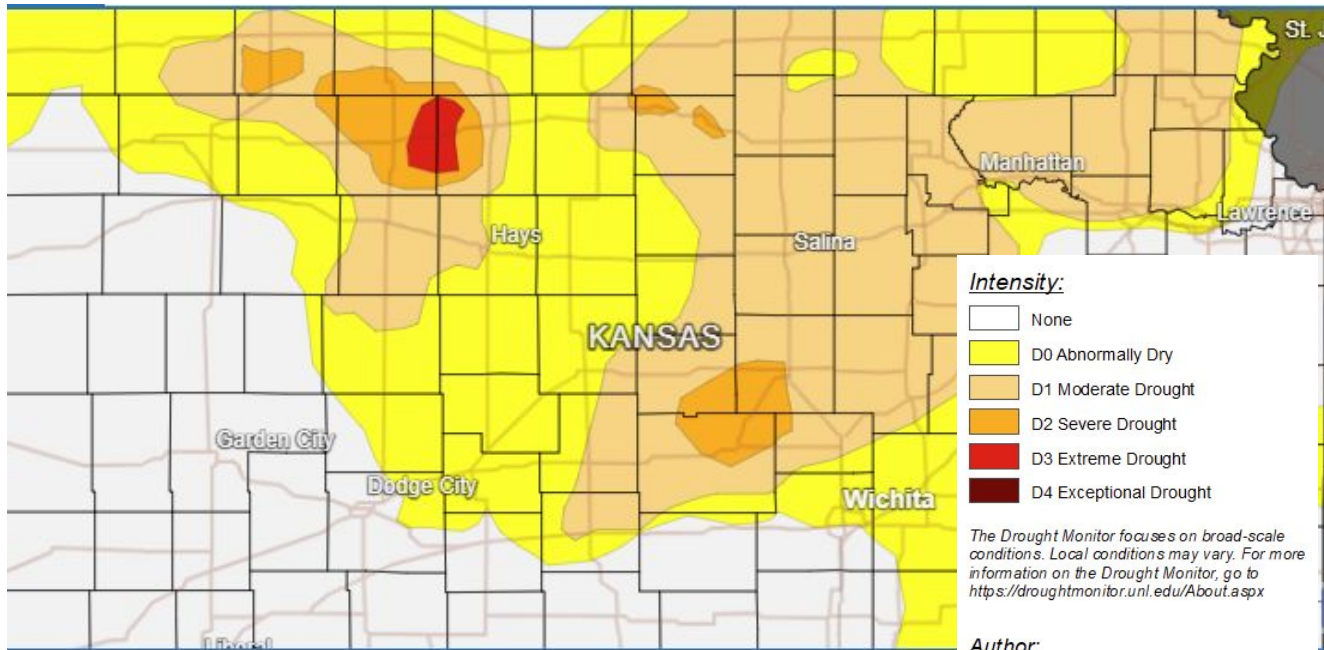 St. J
Manhattan
Hays
Lawrence
Salina
KANSAS
Garden City
Dodge City
Wichita
Liberal
Intensity:
None
D0 Abnormally Dry
D1 Moderate Drought
D2 Severe Drought
D3 Extreme Drought
D4 Exceptional Drought
The Drought Monitor focuses on broad-scale
conditions. Local conditions may vary. For more
information on the Drought Monitor, go to
https://droughtmonitor.unl.edu/About.aspx
Author: